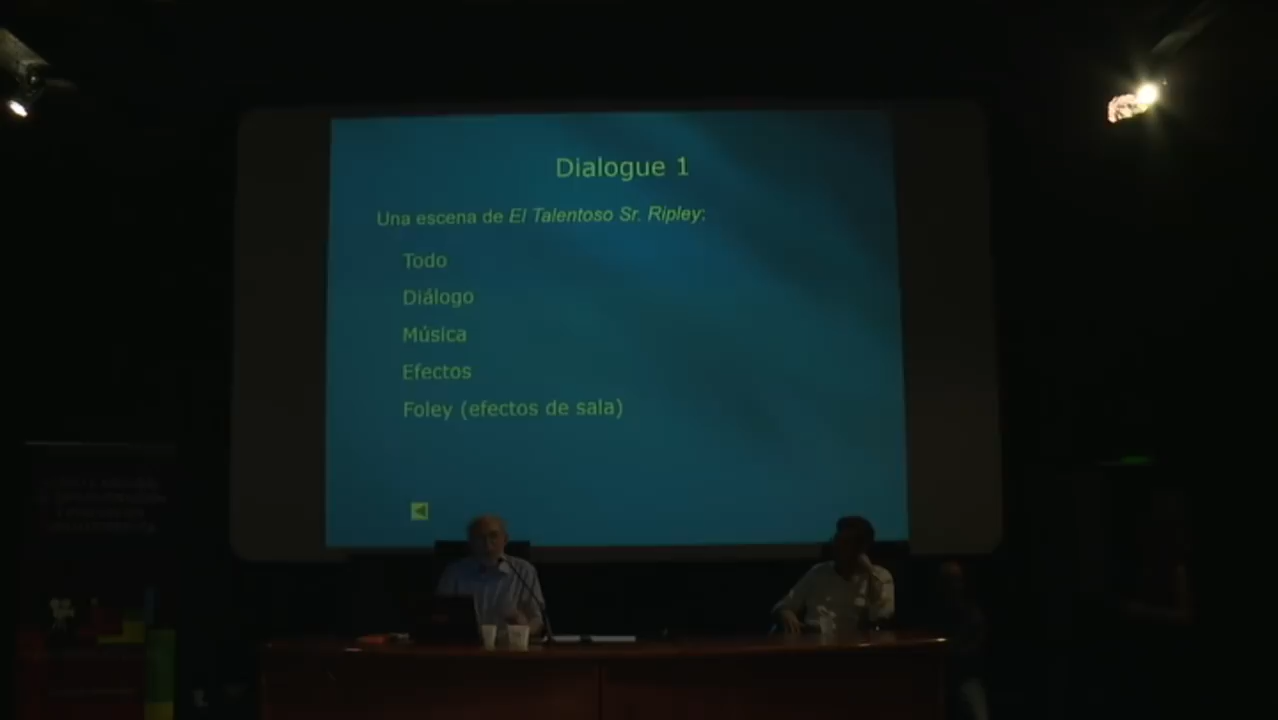 Dialogue 1
Una escena de El Talentoso Sr. Ripley:
Todo
Diálogo
Música
Efectos
Foley (efectos de sala)